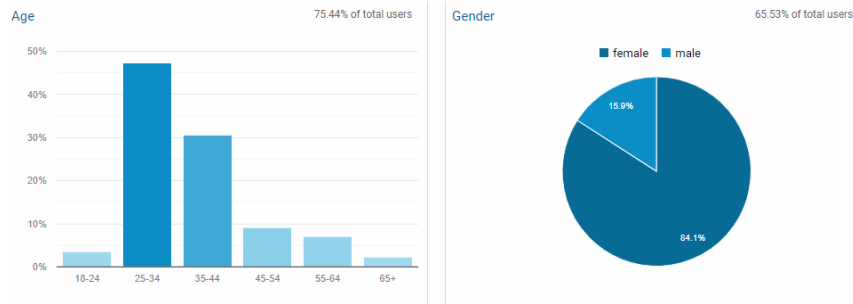 Age
75.44% of total users
50%
40%
30%
20%
10%
0%
18-24 25-34 35-44 45-54 55-64 65+
Gender
65.53% of total users
female male
15.9%
84.1%